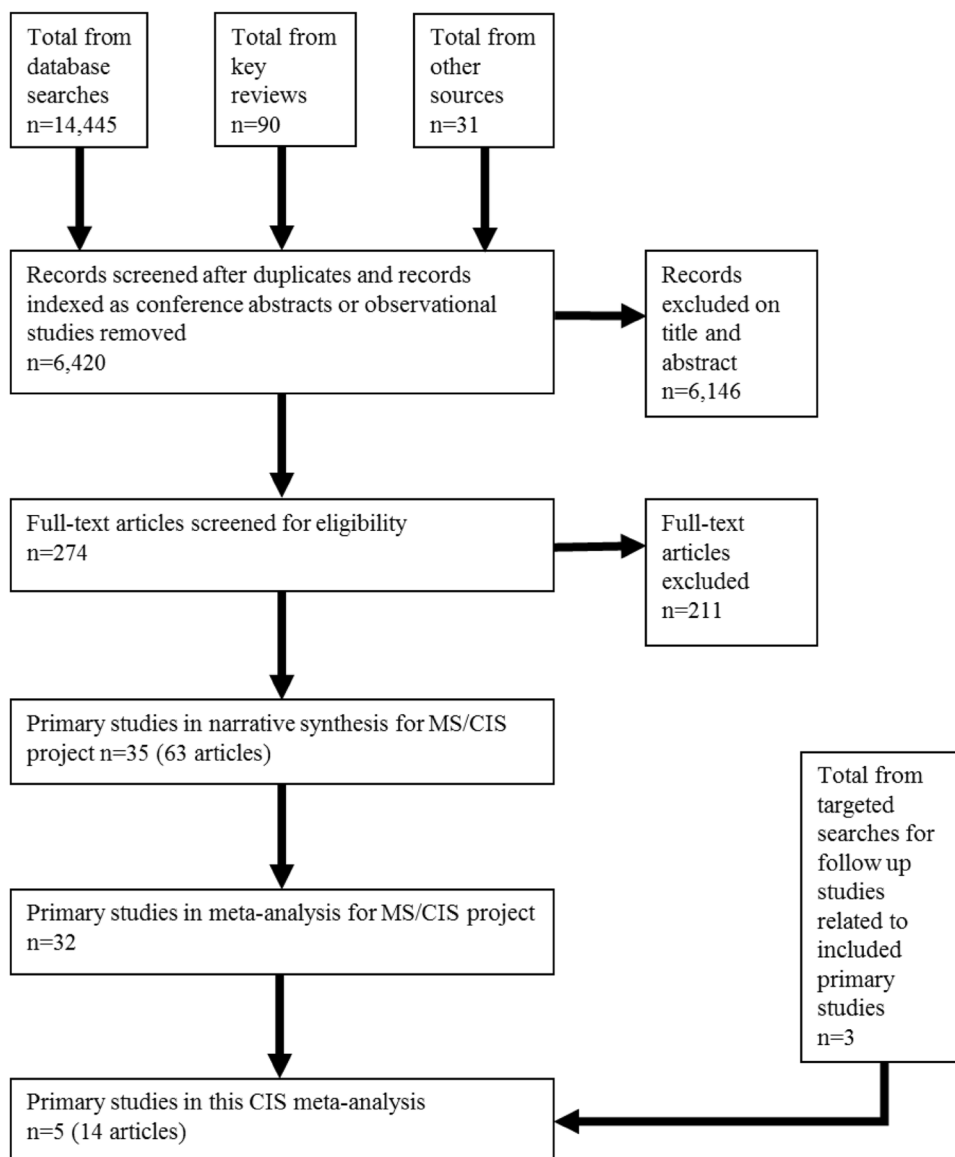 Total from
database
searches
n=14,445
Total from
key
reviews
n=90
Total from
other
sources
n=31
Records screened after duplicates and records
indexed as conference abstracts or observational
studies removed
n=6,420
Records
excluded on
title and
abstract
n=6,146
Full-text articles screened for eligibility
n=274
Full-text
articles
excluded
n=211
Primary studies in narrative synthesis for MS/CIS
project n=35 (63 articles)
Total from
targeted
searches for
follow up
studies
related to
included
primary
studies
n=3
Primary studies in meta-analysis for MS/CIS project
n=32
Primary studies in this CIS meta-analysis
n=5 (14 articles)